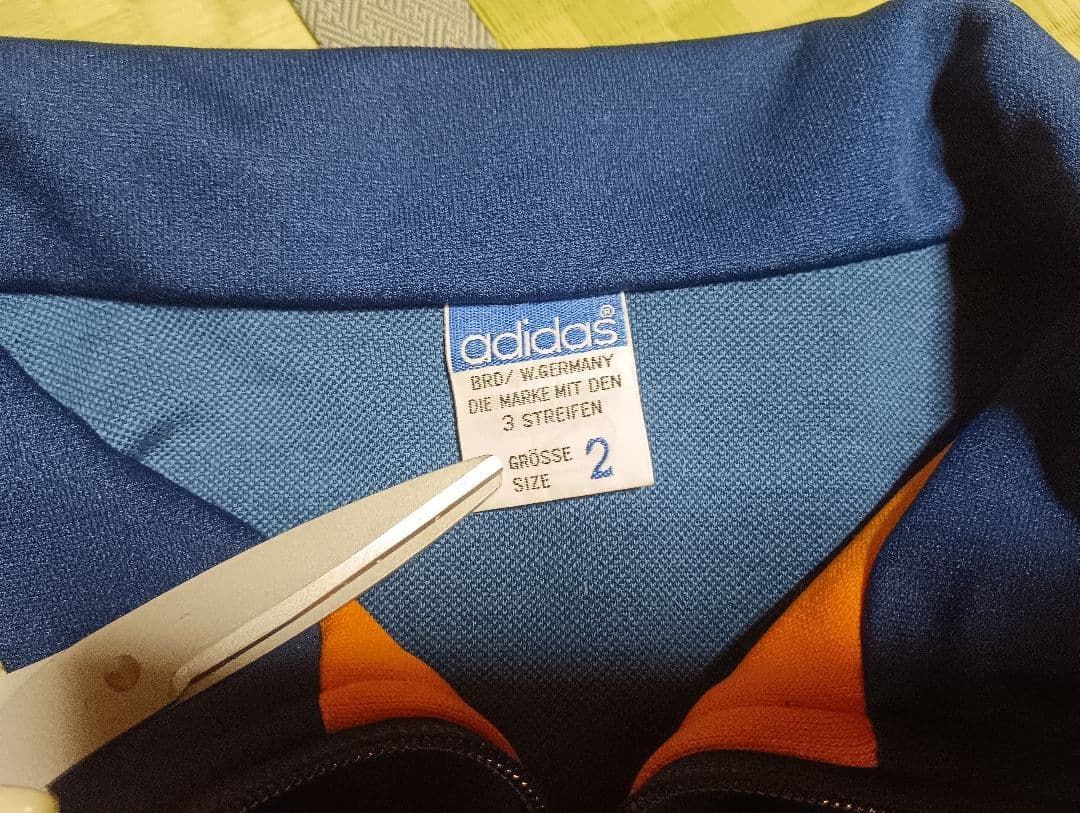 adidas®
BRD/ W.GERMANY
DIE MARKE MIT DEN
3 STREIFEN
GRÖSSE 2
SIZE